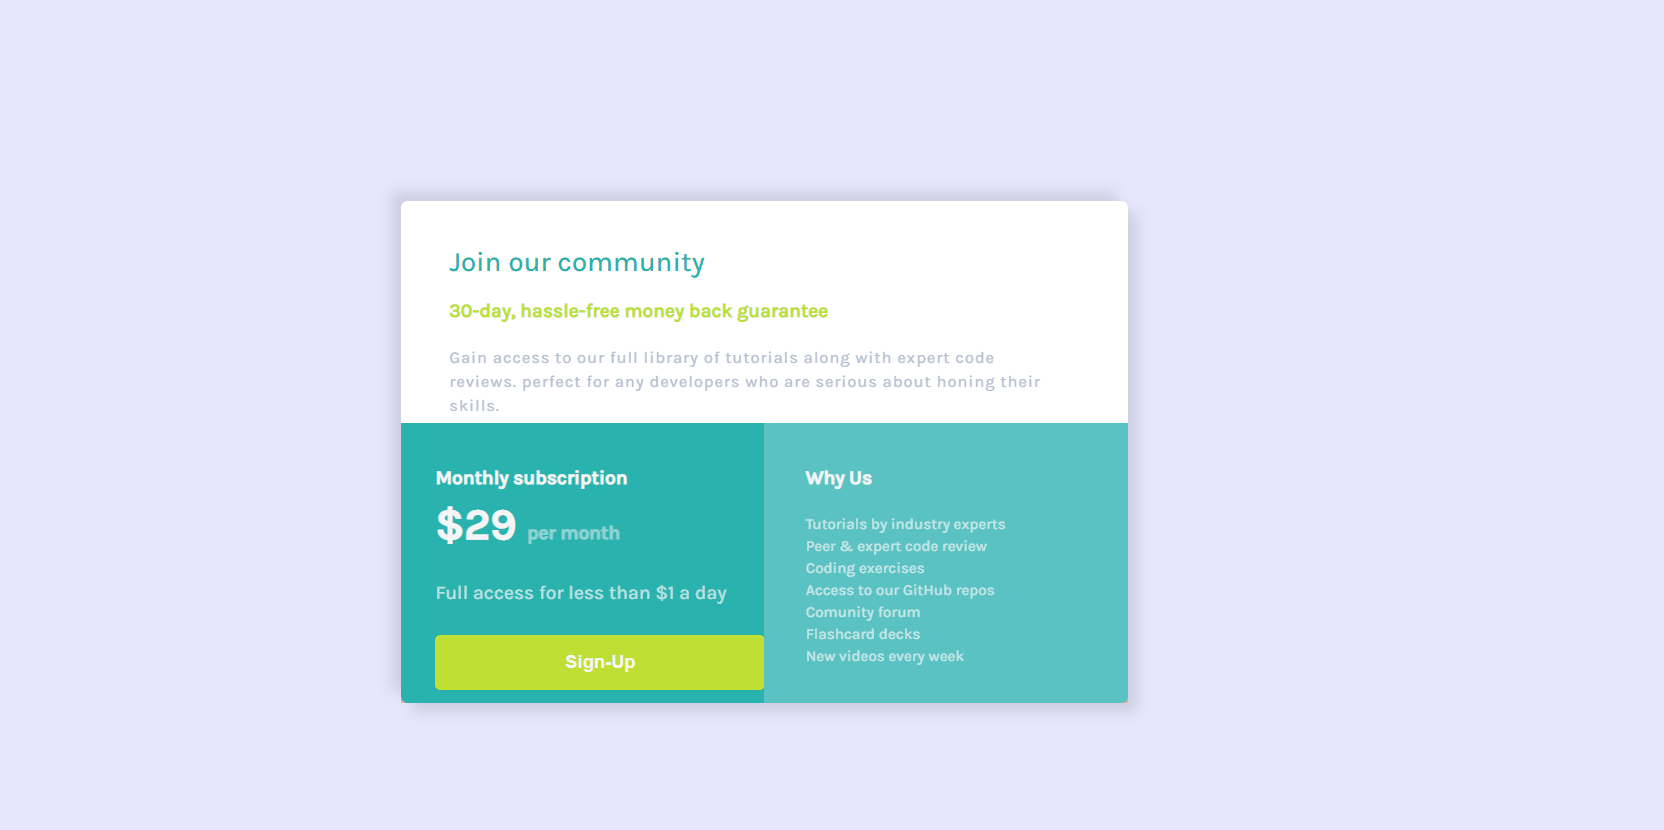 Join our community
30-day, hassle-free money back guarantee
Gain access to our full library of tutorials along with expert code
reviews. perfect for any developers who are serious about honing their
skills.
Monthly subscription
$29 per month
Full access for less than $1 a day
Sign-Up
Why Us
Tutorials by industry experts
Peer & expert code review
Coding exercises
Access to our GitHub repos
Comunity forum
Flashcard decks
New videos every week